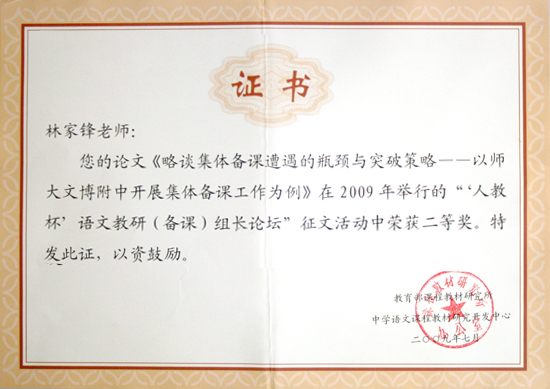 证书
林家锋老师：
您的论文《略谈集体备课遭遇的瓶颈与突破策略——以师
大文博附中开展集体备课工作为例》在2009年举行的“‘人教
杯’语文教研（备课）组长论坛”征文活动中荣获二等奖。特
发此证，以资鼓励。
教育部课程教材研究所
中学语文课程教材研究开发中心
二〇〇九年七月
办公室